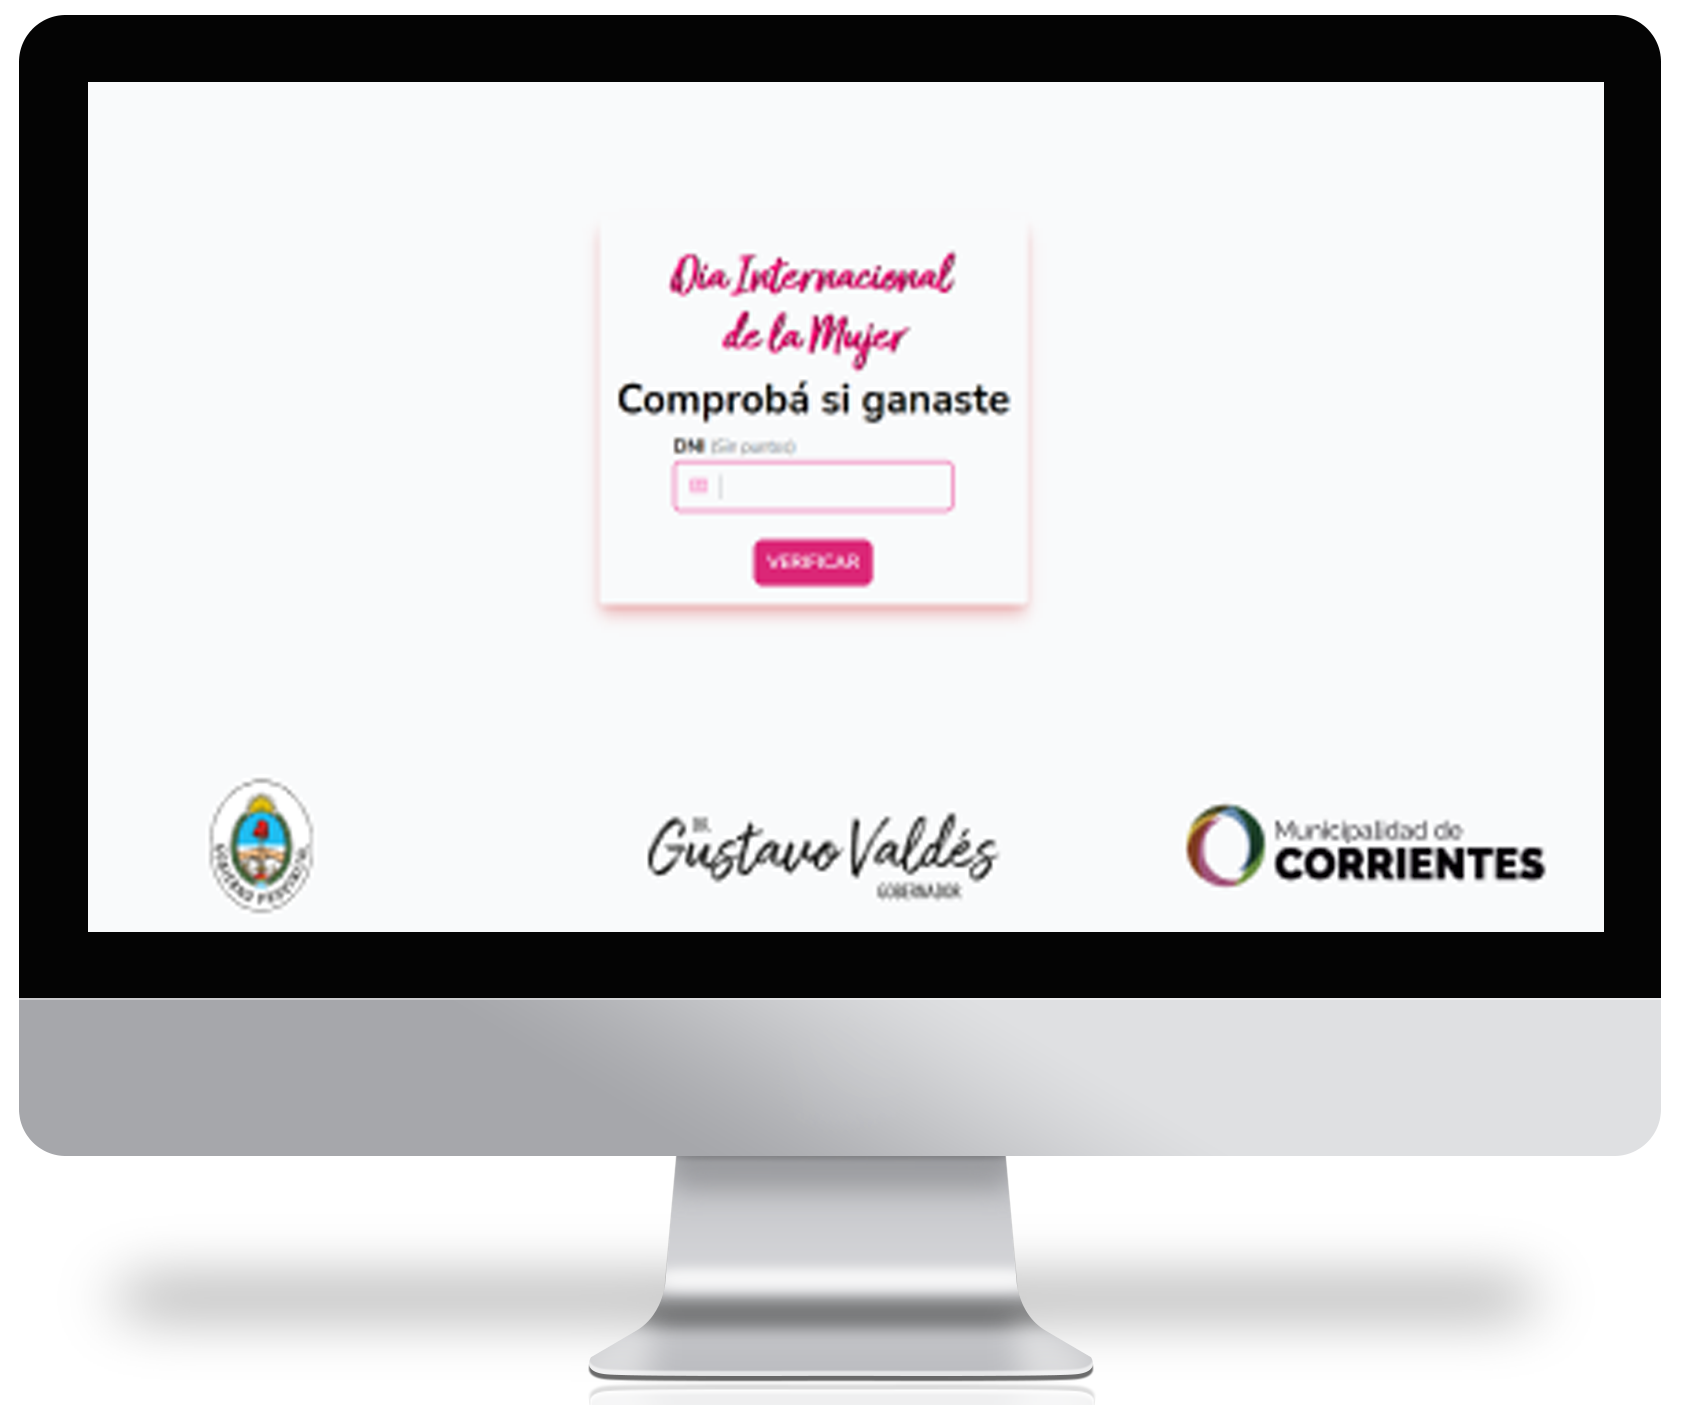 Dia Internacional
de la Mujer
Comprobá si ganaste
DNI (Sin puntos)
VERIFICAR
GOBIERNO PROVINCIAL
DR.
Gustavo Valdés
GOBERNADOR
Municipalidad de
CORRIENTES